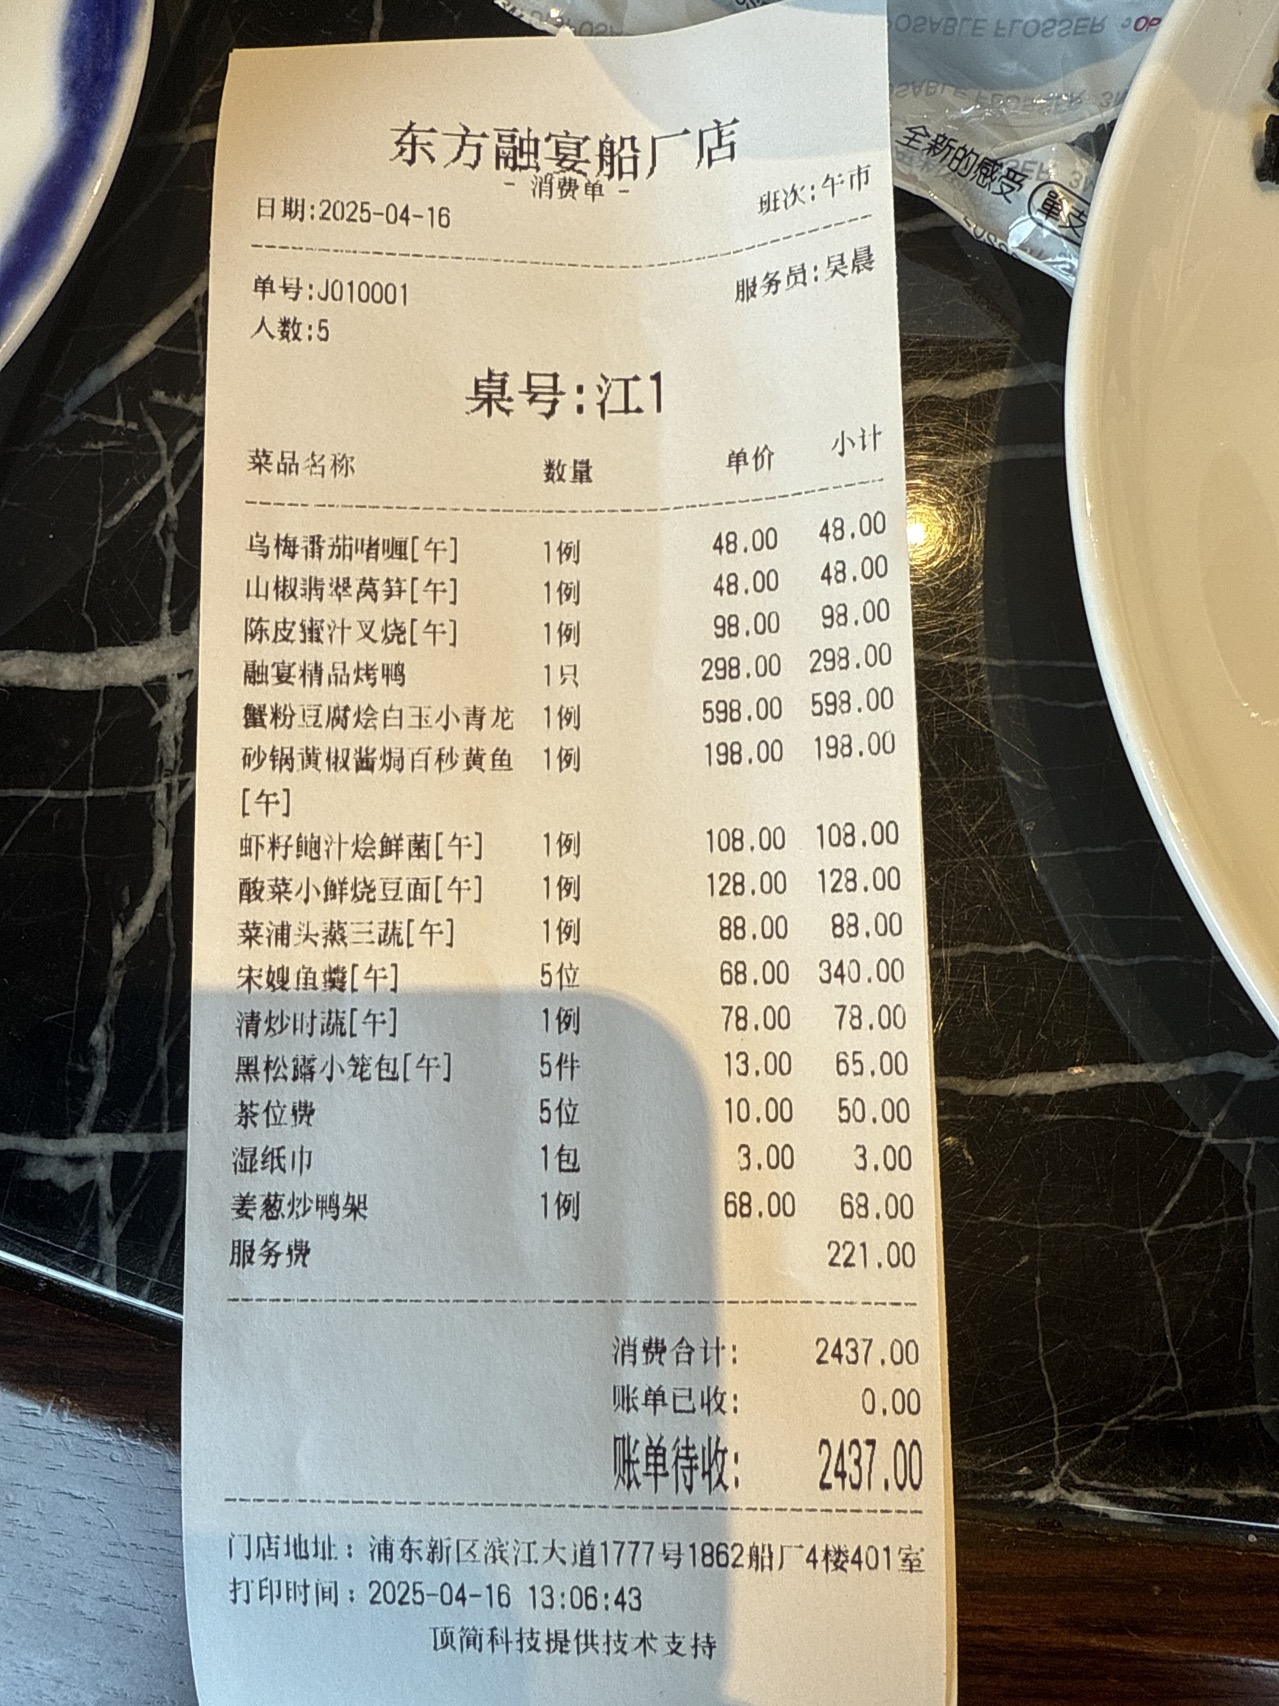 东方融宴船厂店
- 消费单 -
日期:2025-04-16 班次:午市
单号:J010001 服务员:吴晨
人数:5
桌号:江1
菜品名称 数量 单价 小计
乌梅番茄啫喱[午] 1例 48.00 48.00
山椒翡翠莴笋[午] 1例 48.00 48.00
陈皮蜜汁叉烧[午] 1例 98.00 98.00
融宴精品烤鸭 1只 298.00 298.00
蟹粉豆腐烩白玉小青龙 1例 598.00 598.00
砂锅黄椒酱焗百秒黄鱼 1例 198.00 198.00
[午]
虾籽鲍汁烩鲜菌[午] 1例 108.00 108.00
酸菜小鲜烧豆面[午] 1例 128.00 128.00
菜浦头蒸三蔬[午] 1例 88.00 88.00
宋嫂鱼羹[午] 5位 68.00 340.00
清炒时蔬[午] 1例 78.00 78.00
黑松露小笼包[午] 5件 13.00 65.00
茶位费 5位 10.00 50.00
湿纸巾 1包 3.00 3.00
姜葱炒鸭架 1例 68.00 68.00
服务费 221.00
消费合计: 2437.00
账单已收: 0.00
账单待收: 2437.00
门店地址：浦东新区滨江大道1777号1862船厂4楼401室
打印时间：2025-04-16 13:06:43
顶简科技提供技术支持
全新的感受
POSABLE FLOSSER